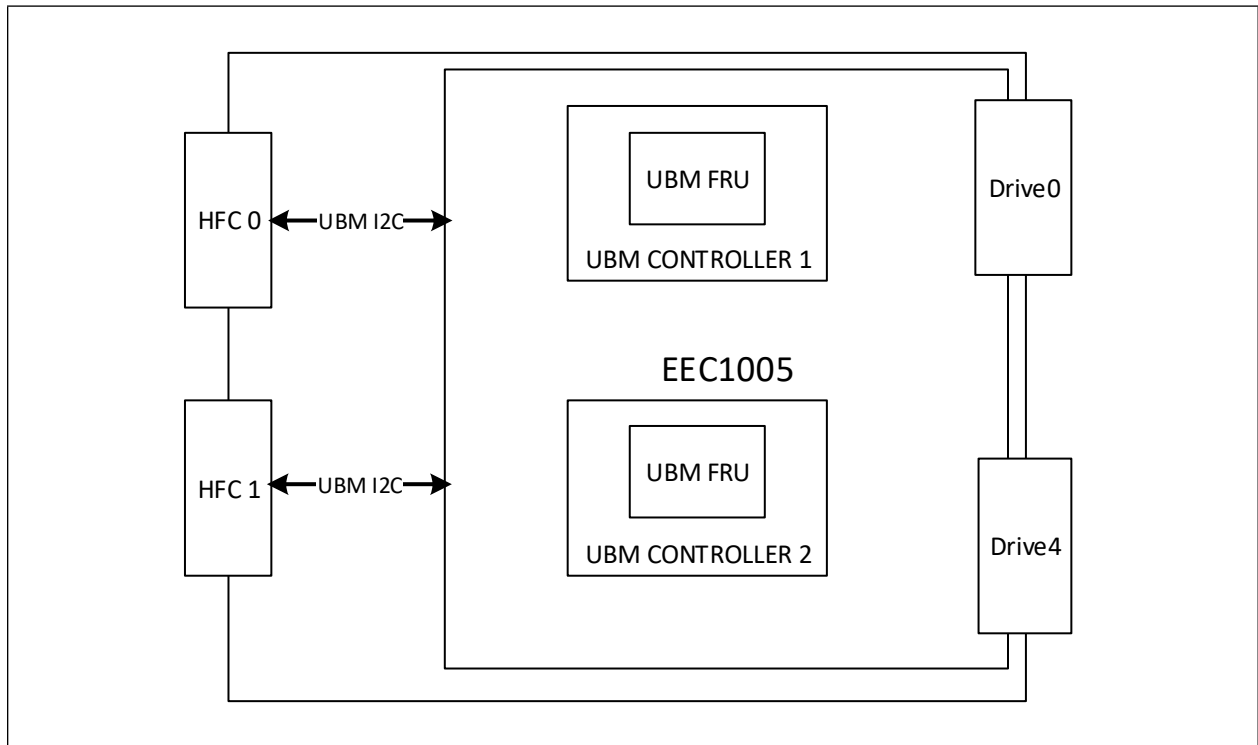 UBM FRU
UBM CONTROLLER 1
Drive0
HFC 0
UBM I2C
EEC1005
HFC 1
UBM I2C
UBM FRU
UBM CONTROLLER 2
Drive4